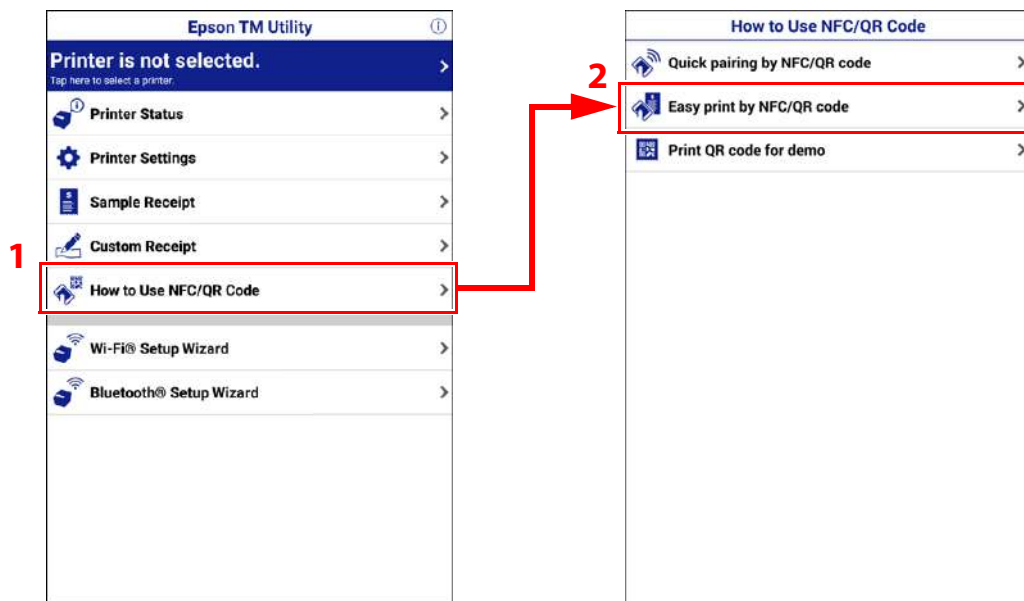 Epson TM Utility
Printer is not selected.
Tap here to select a printer.
Printer Status
Printer Settings
Sample Receipt
Custom Receipt
1
How to Use NFC/QR Code
Wi-Fi® Setup Wizard
Bluetooth® Setup Wizard
How to Use NFC/QR Code
Quick pairing by NFC/QR code
2
Easy print by NFC/QR code
Print QR code for demo